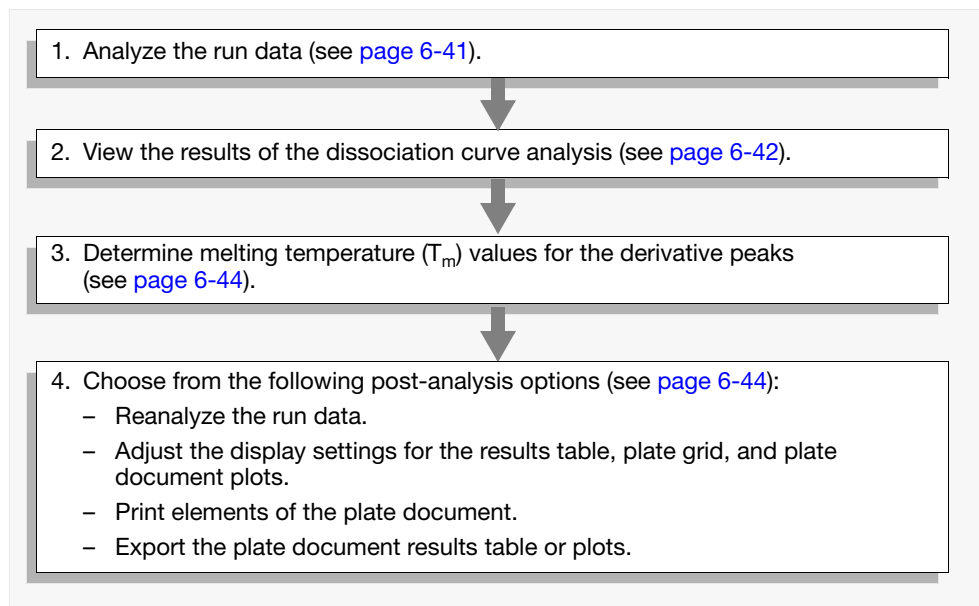 1. Analyze the run data (see page 6-41).
2. View the results of the dissociation curve analysis (see page 6-42).
3. Determine melting temperature (Tm) values for the derivative peaks
(see page 6-44).
4. Choose from the following post-analysis options (see page 6-44):
– Reanalyze the run data.
– Adjust the display settings for the results table, plate grid, and plate
document plots.
– Print elements of the plate document.
– Export the plate document results table or plots.